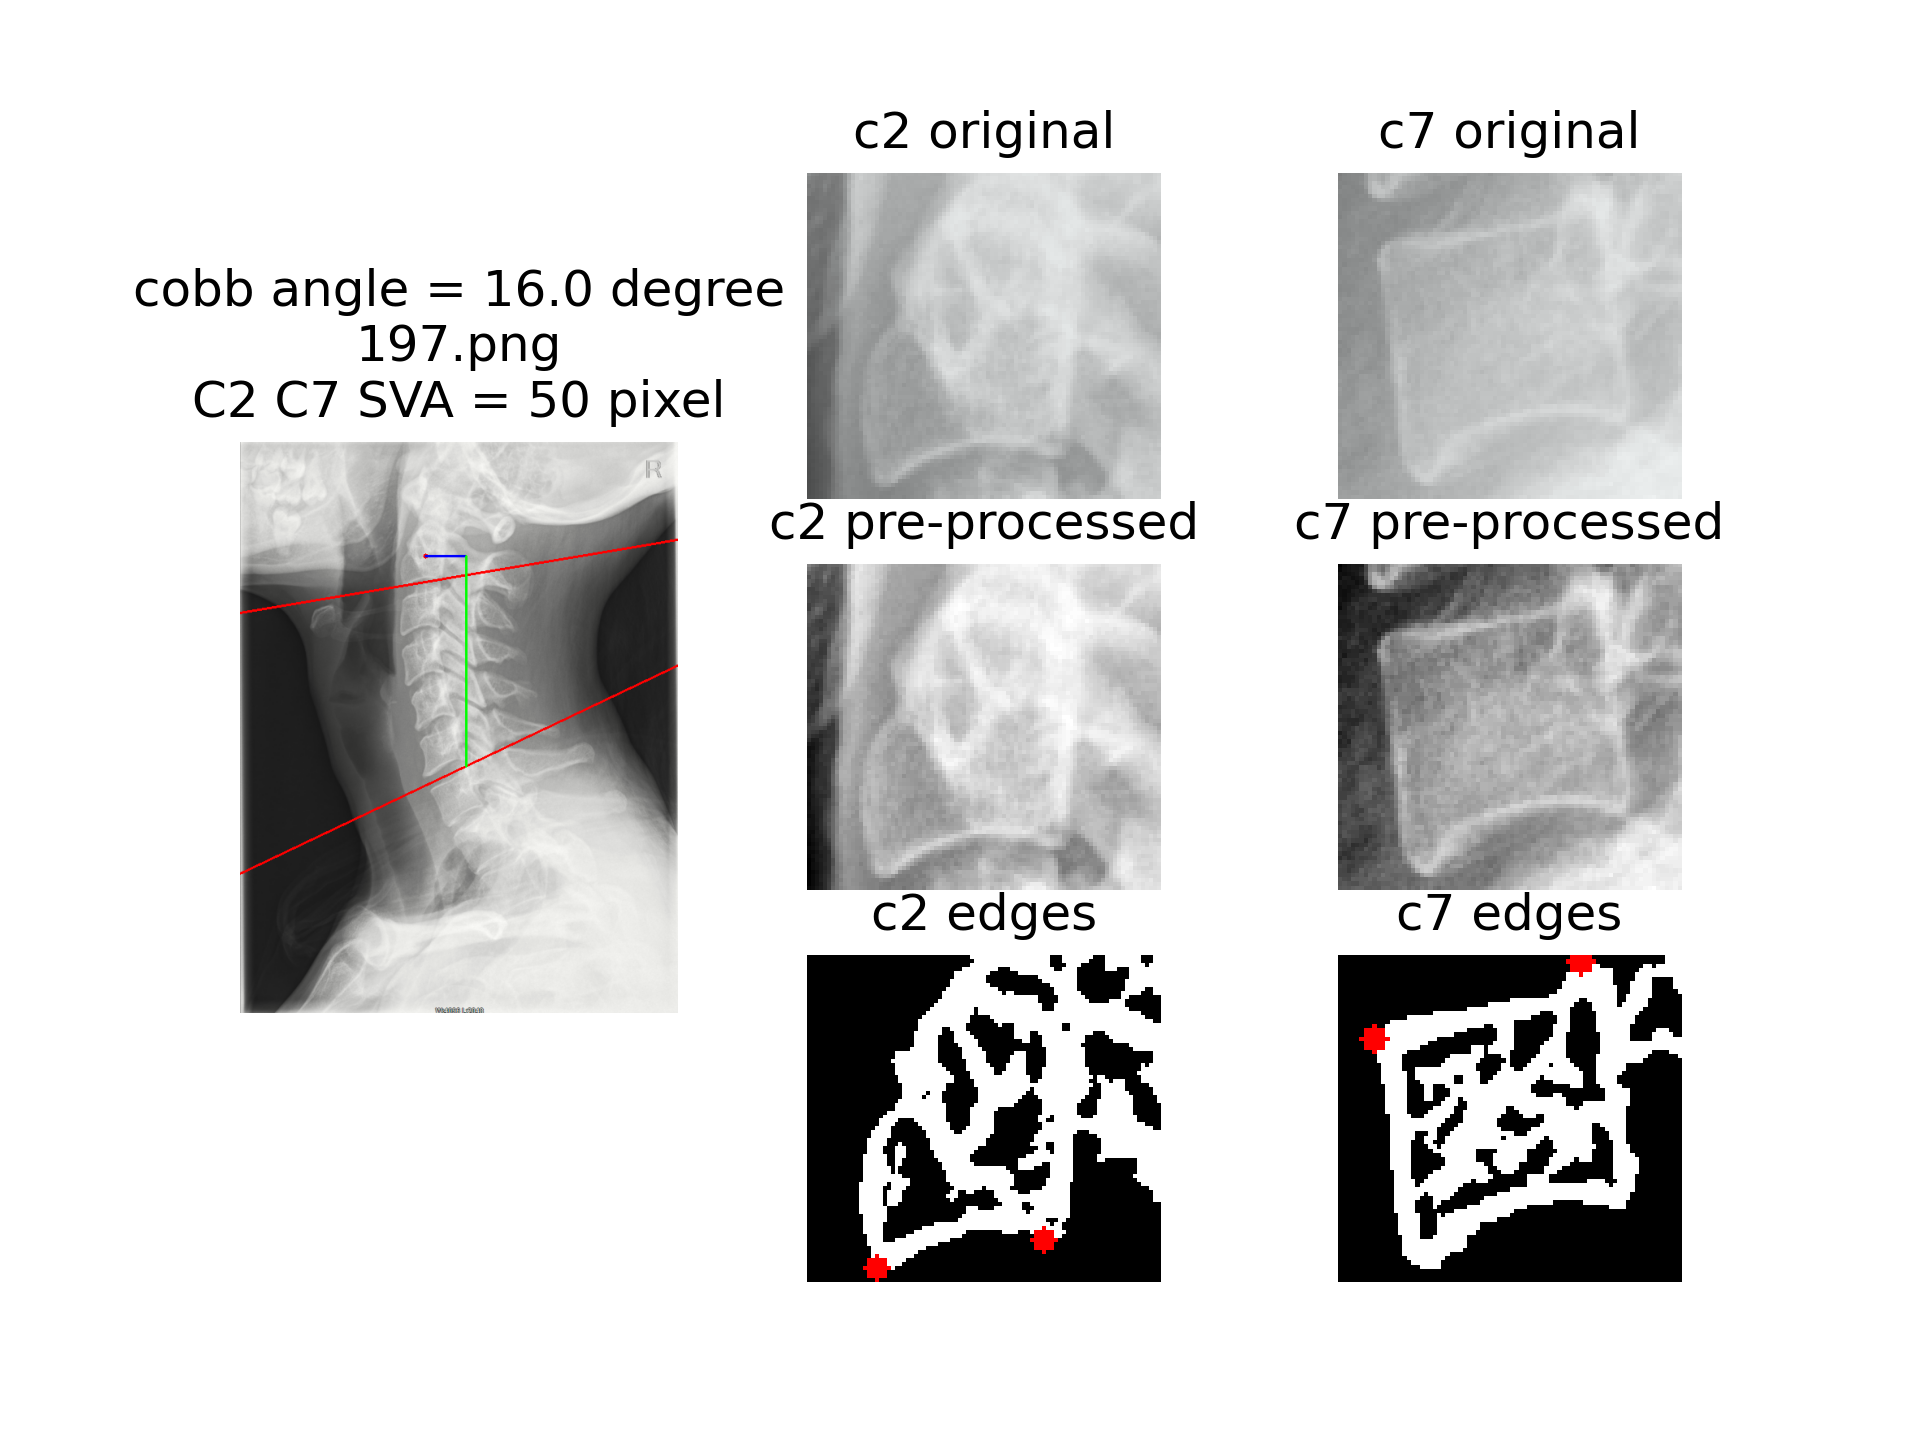 cobb angle = 16.0 degree
197.png
C2 C7 SVA = 50 pixel
R
c2 original
c7 original
c2 pre-processed
c7 pre-processed
c2 edges
c7 edges